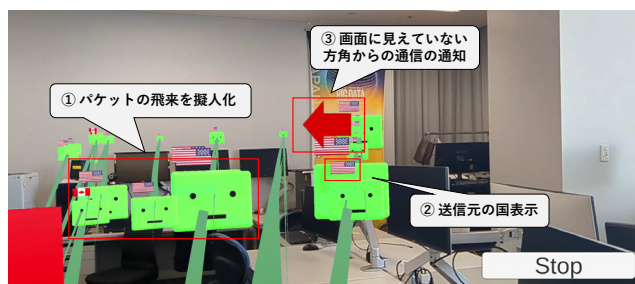 ③ 画面に見えていない
方角からの通信の通知
① パケットの飛来を擬人化
BIG DATA
② 送信元の国表示
Stop